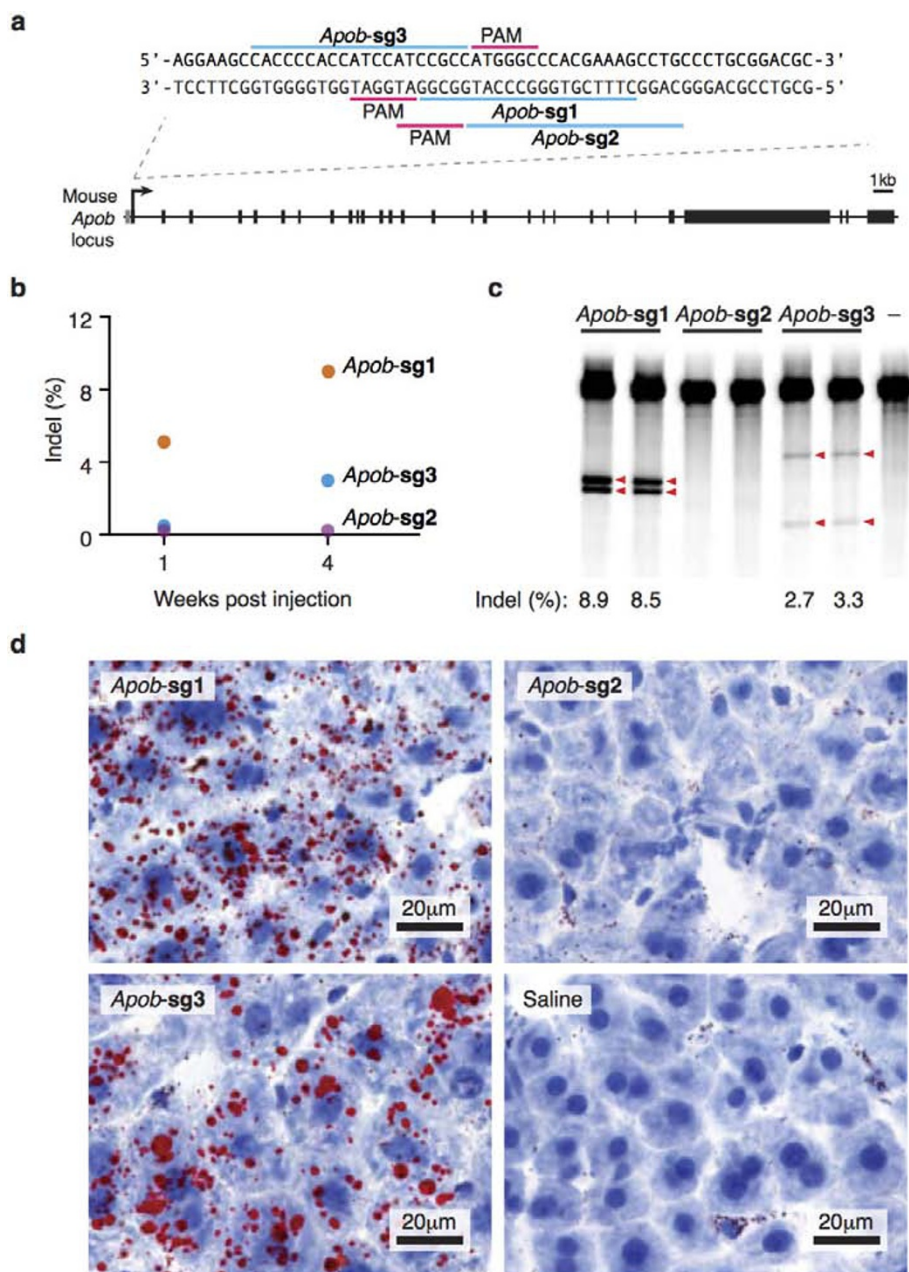 a
Apob-sg3 PAM
5'-AGGAAGCCACCCCACCATCCATCCGCCATGGGCCCACGAAAGCCTGCCCTGCGGACGC-3'
3'-TCCTTCGGTGGGGTGGTAGGTAGGCGGTACCCGGGTGCTTTCGGACGGGACGCCTGCG-5'
PAM Apob-sg1
PAM Apob-sg2
1kb
Mouse
Apob
locus
b
12
8
4
0
Indel (%)
Apob-sg1
Apob-sg3
Apob-sg2
1 4
Weeks post injection
c
Apob-sg1 Apob-sg2 Apob-sg3 –
Indel (%): 8.9 8.5 2.7 3.3
d
Apob-sg1
20μm
Apob-sg2
20μm
Apob-sg3
20μm
Saline
20μm